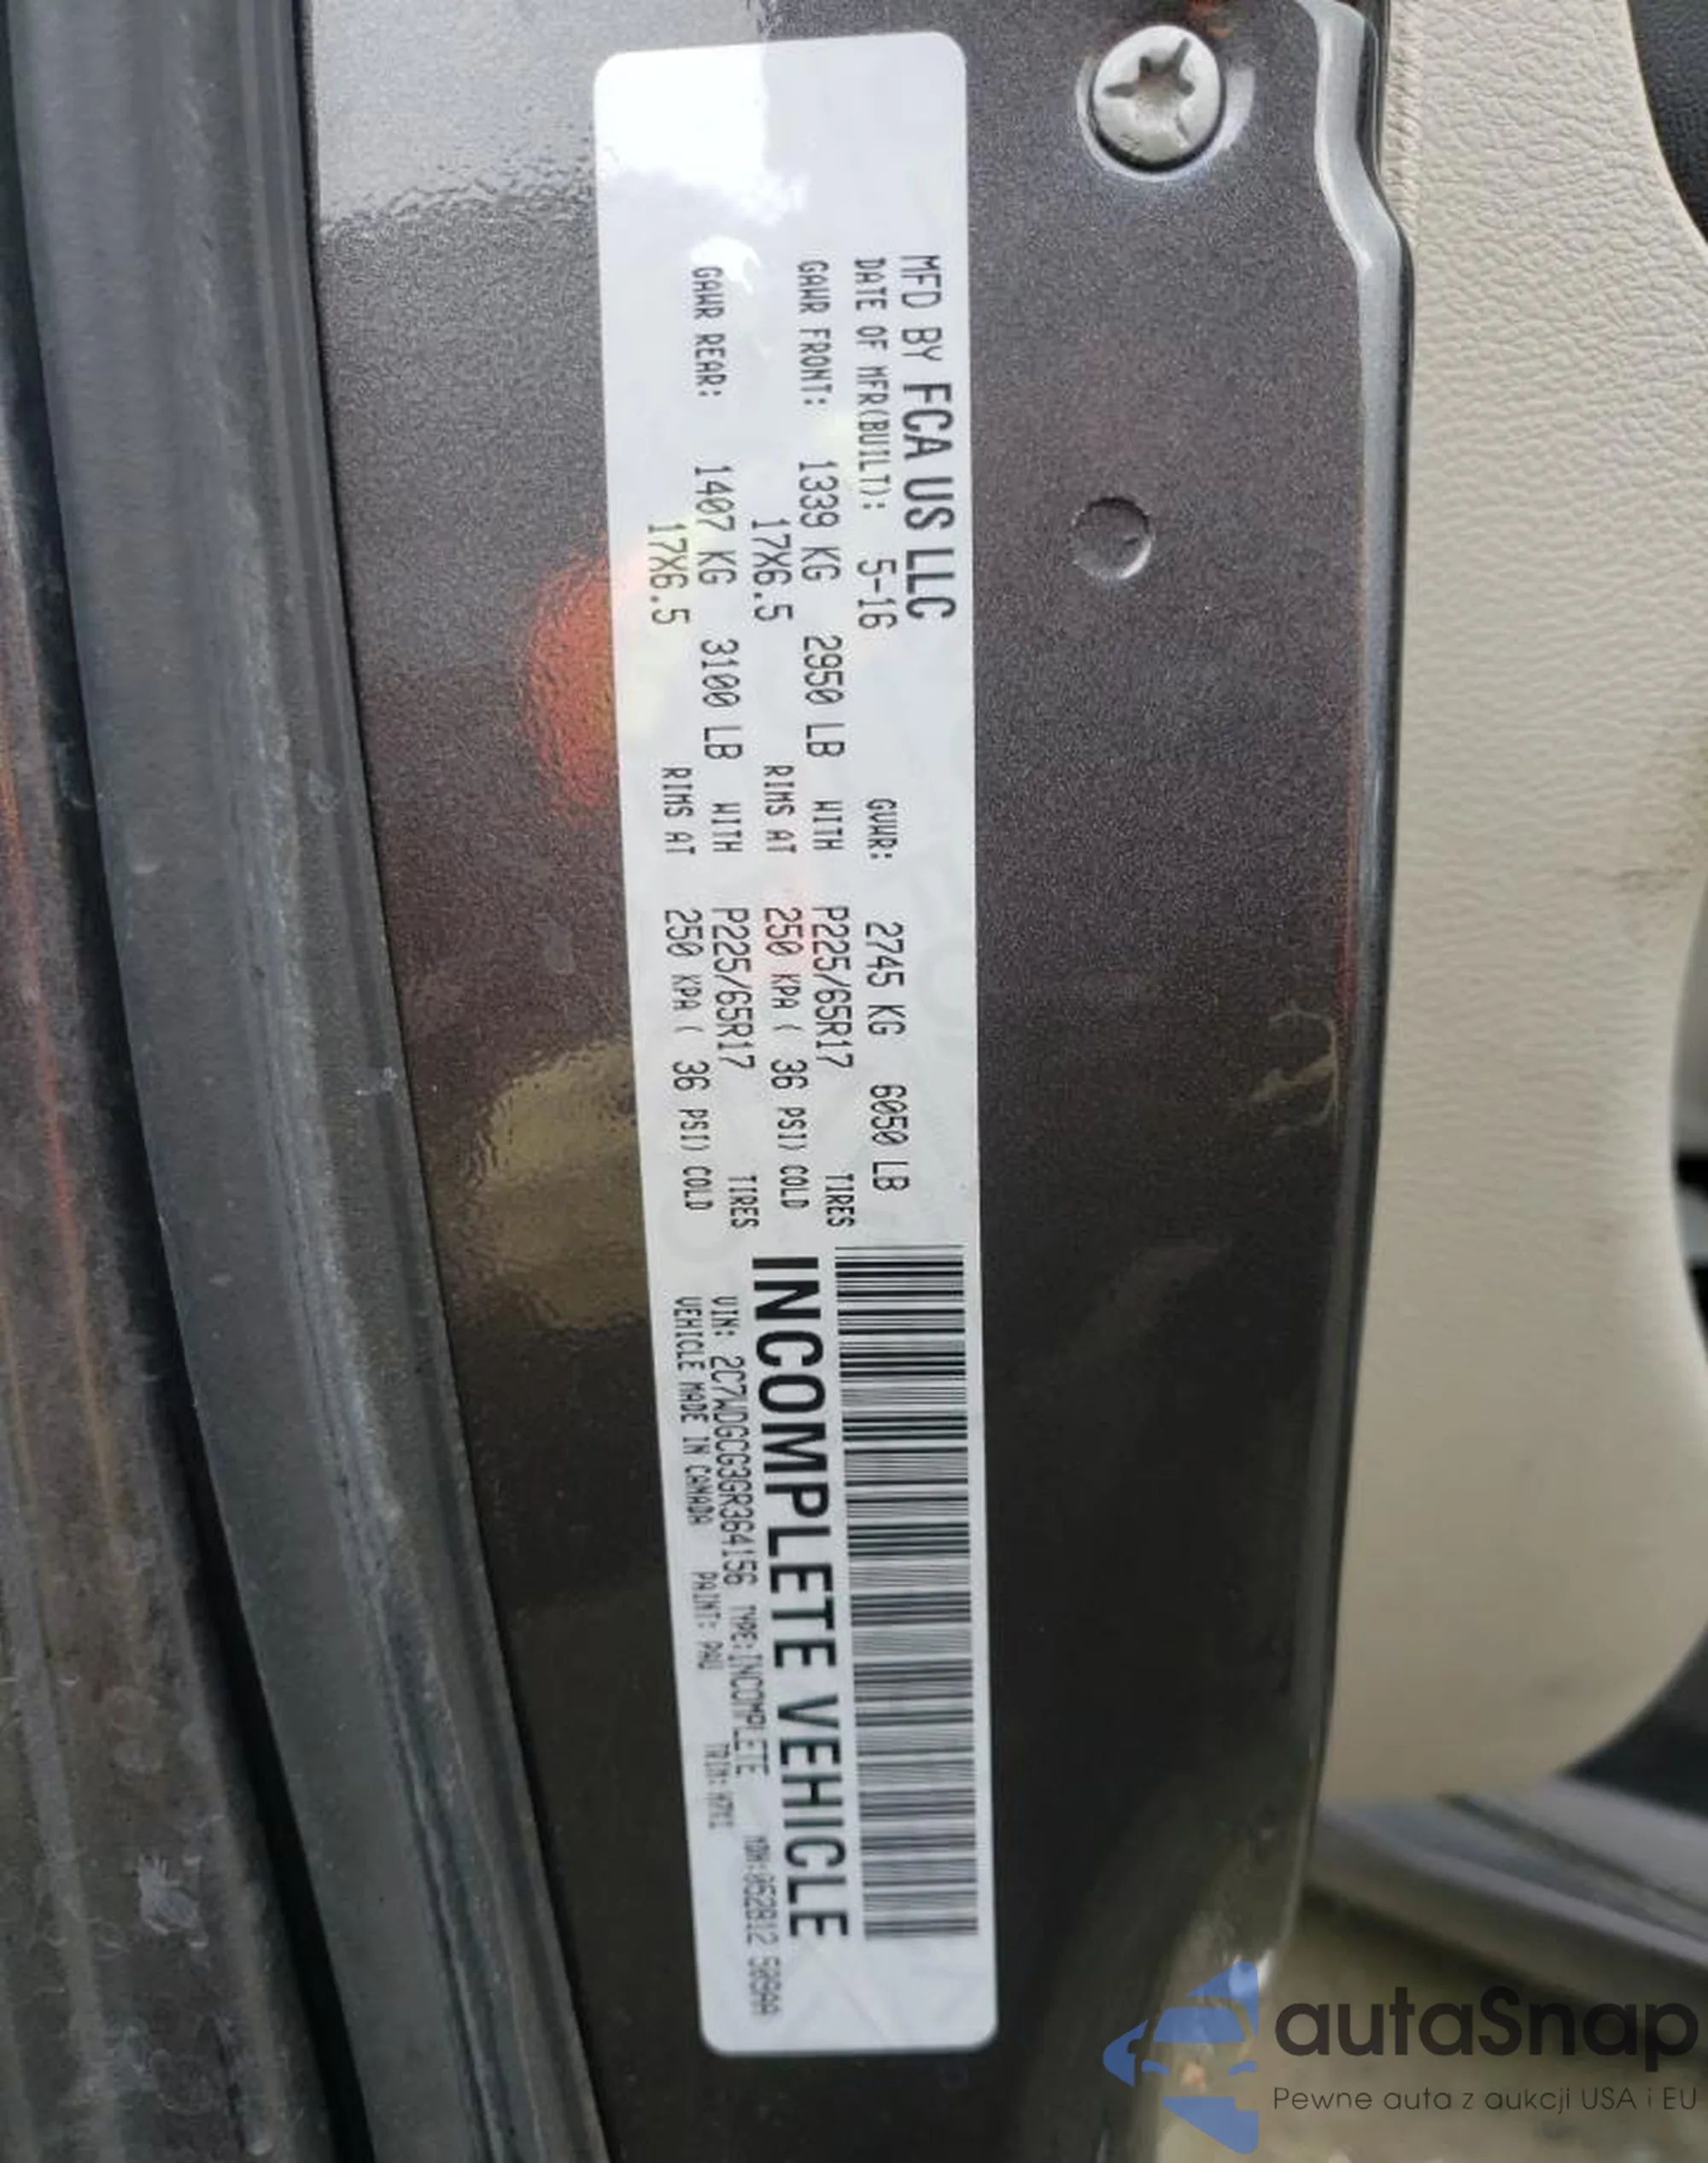 MFD BY FCA US LLC
DATE OF MFR(BUILT): 5-16 GVWR: 2745 KG 6050 LB
GAWR FRONT: 1339 KG 2950 LB WITH P225/65R17 TIRES
17X6.5 RIMS AT 250 KPA ( 36 PSI) COLD
GAWR REAR: 1407 KG 3100 LB WITH P225/65R17 TIRES
17X6.5 RIMS AT 250 KPA ( 36 PSI) COLD
INCOMPLETE VEHICLE
VIN: 2C7WDGCG3GR364156 TYPE:INCOMPLETE
VEHICLE MADE IN CANADA PAINT: PAU TRIM:
autaSnap
Pewne auta z aukcji USA i EU